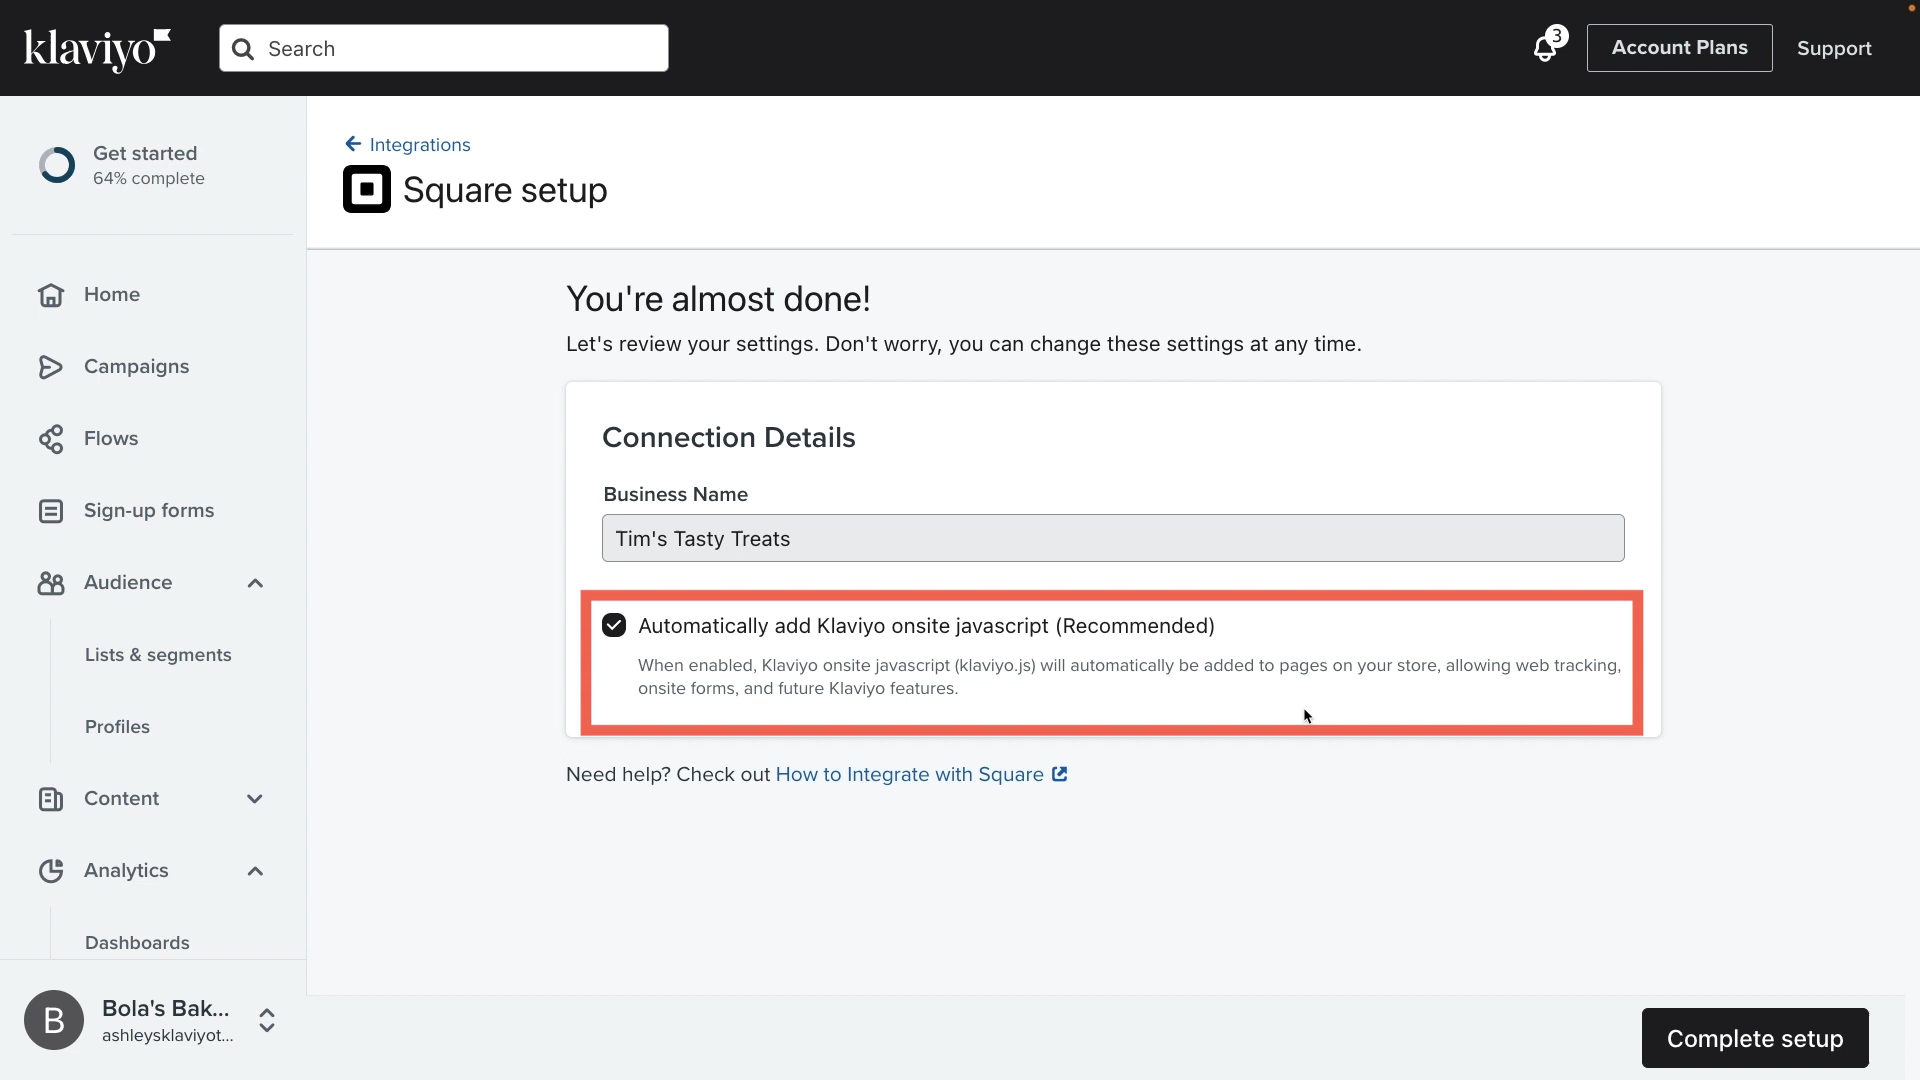 klaviyo
Search
3
Account Plans
Support
Get started
64% complete
Home
Campaigns
Flows
Sign-up forms
Audience
Lists & segments
Profiles
Content
Analytics
Dashboards
B
Bola's Bak...
ashleysklaviyot...
Integrations
Square setup
You're almost done!
Let's review your settings. Don't worry, you can change these settings at any time.
Connection Details
Business Name
Tim's Tasty Treats
Automatically add Klaviyo onsite javascript (Recommended)
When enabled, Klaviyo onsite javascript (klaviyo.js) will automatically be added to pages on your store, allowing web tracking,
onsite forms, and future Klaviyo features.
Need help? Check out How to Integrate with Square
Complete setup